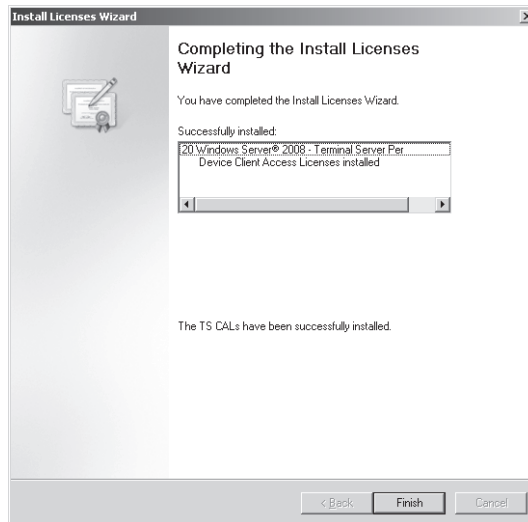 Install Licenses Wizard
Completing the Install Licenses
Wizard
You have completed the Install Licenses Wizard.
Successfully installed:
20 Windows Server® 2008 - Terminal Server Per
Device Client Access Licenses installed
The TS CALs have been successfully installed.
< Back
Finish
Cancel